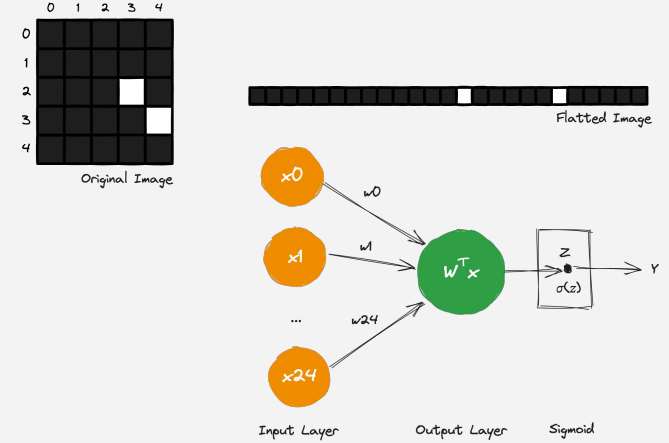 0 1 2 3 4
0
1
2
3
4
Original Image
Flatted Image
x0
w0
x1
w1
...
w24
x24
W^T x
z
σ(z)
Y
Input Layer
Output Layer
Sigmoid